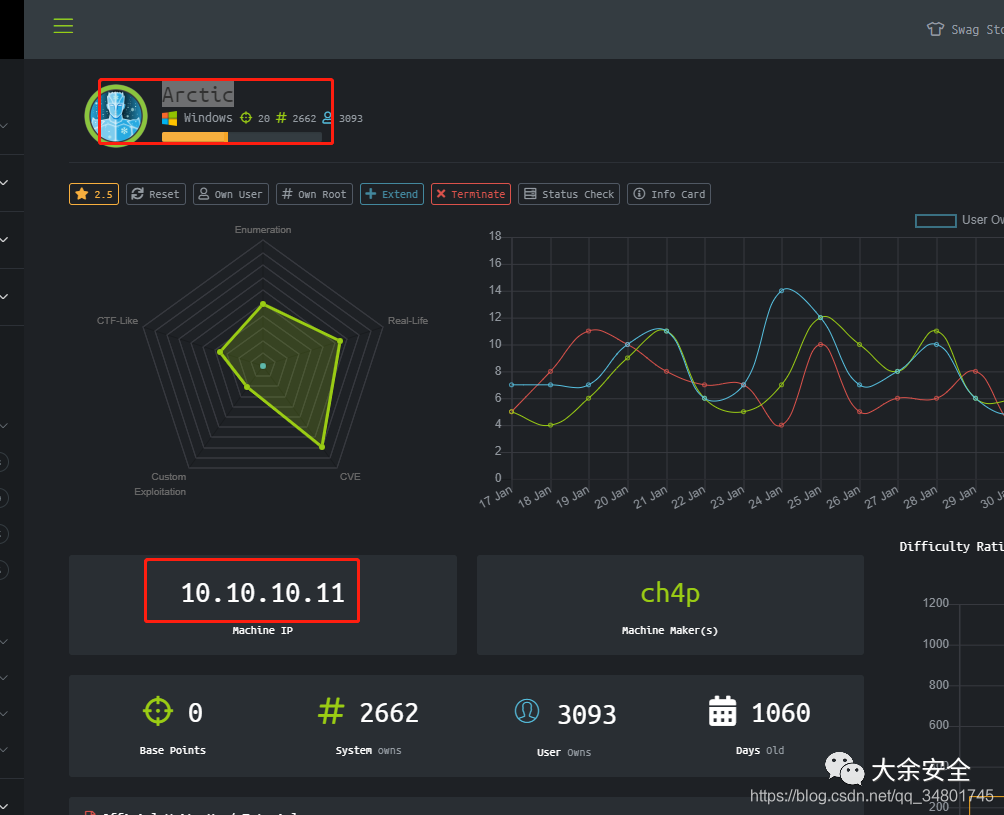 Swag
Arctic
Windows 20 # 2662 3093
2.5 Reset Own User # Own Root Extend Terminate Status Check Info Card
User
Enumeration
CTF-Like
Real-Life
Custom
Exploitation
CVE
18
16
14
12
10
8
6
4
2
0
17 Jan 18 Jan 19 Jan 20 Jan 21 Jan 22 Jan 23 Jan 24 Jan 25 Jan 26 Jan 27 Jan 28 Jan 29 Jan 30
Difficulty
10.10.10.11
Machine IP
ch4p
Machine Maker(s)
1200
1000
800
600
200
0
Base Points
# 2662
System owns
3093
User Owns
1060
Days Old
大余安全
https://blog.csdn.net/qq_34801745